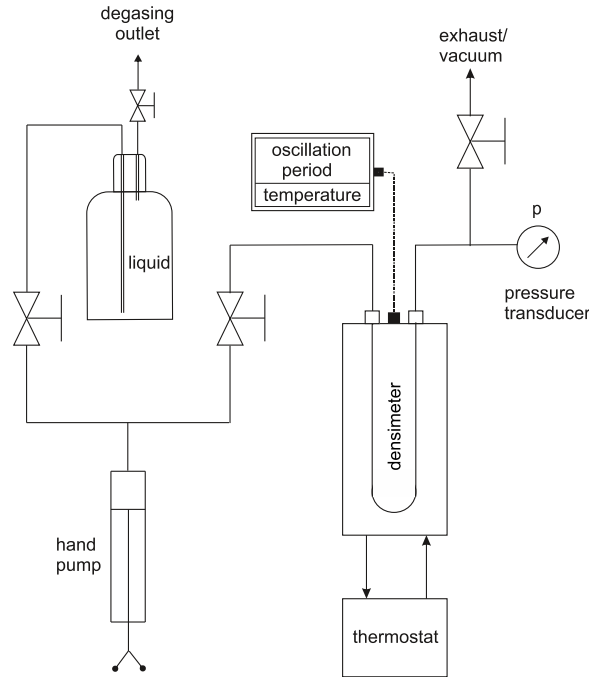 degasing
outlet
exhaust/
vacuum
oscillation
period
temperature
p
liquid
pressure
transducer
densimeter
hand
pump
thermostat